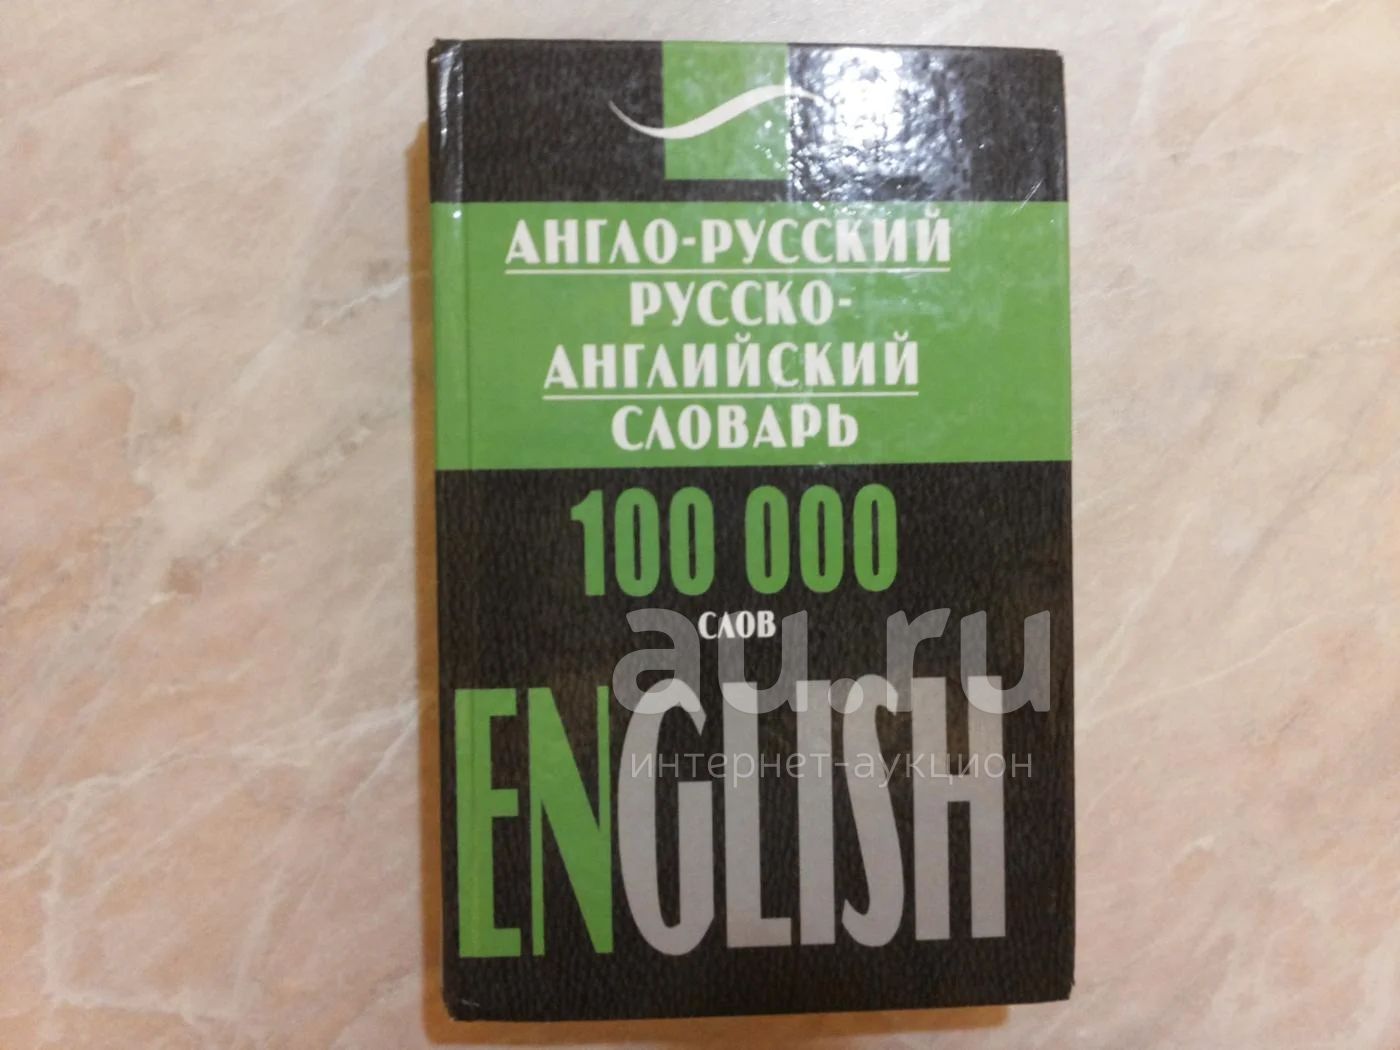 АНГЛО-РУССКИЙ
РУССКО-
АНГЛИЙСКИЙ
СЛОВАРЬ
100 000
СЛОВ
au.ru
ENGLISH
интернет-аукцион